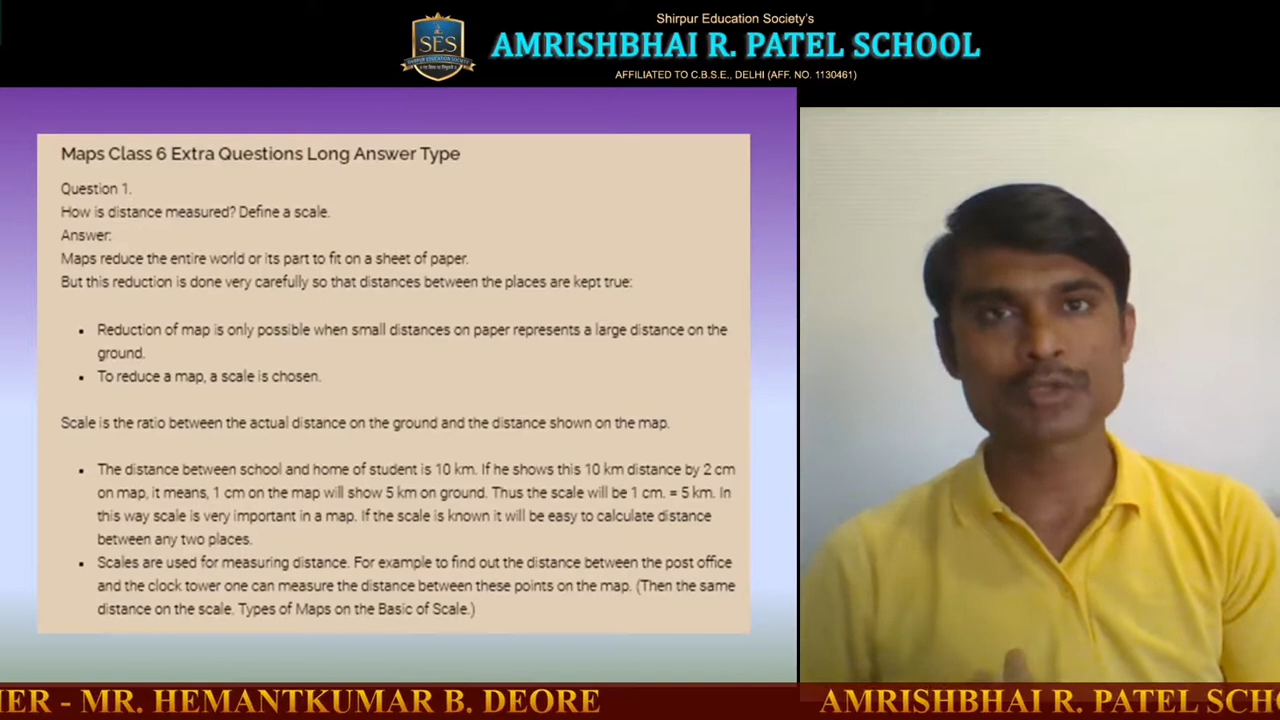 Shirpur Education Society's
AMRISHBHAI R. PATEL SCHOOL
AFFILIATED TO C.B.S.E., DELHI (AFF. NO. 1130461)
SES
SHIRPUR EDUCATION SOCIETY
Maps Class 6 Extra Questions Long Answer Type
Question 1.
How is distance measured? Define a scale.
Answer:
Maps reduce the entire world or its part to fit on a sheet of paper.
But this reduction is done very carefully so that distances between the places are kept true:
• Reduction of map is only possible when small distances on paper represents a large distance on the
ground.
• To reduce a map, a scale is chosen.
Scale is the ratio between the actual distance on the ground and the distance shown on the map.
• The distance between school and home of student is 10 km. If he shows this 10 km distance by 2 cm
on map, it means, 1 cm on the map will show 5 km on ground. Thus the scale will be 1 cm. = 5 km. In
this way scale is very important in a map. If the scale is known it will be easy to calculate distance
between any two places.
• Scales are used for measuring distance. For example to find out the distance between the post office
and the clock tower one can measure the distance between these points on the map. (Then the same
distance on the scale. Types of Maps on the Basic of Scale.)
HER - MR. HEMANTKUMAR B. DEORE
AMRISHBHAI R. PATEL SCH